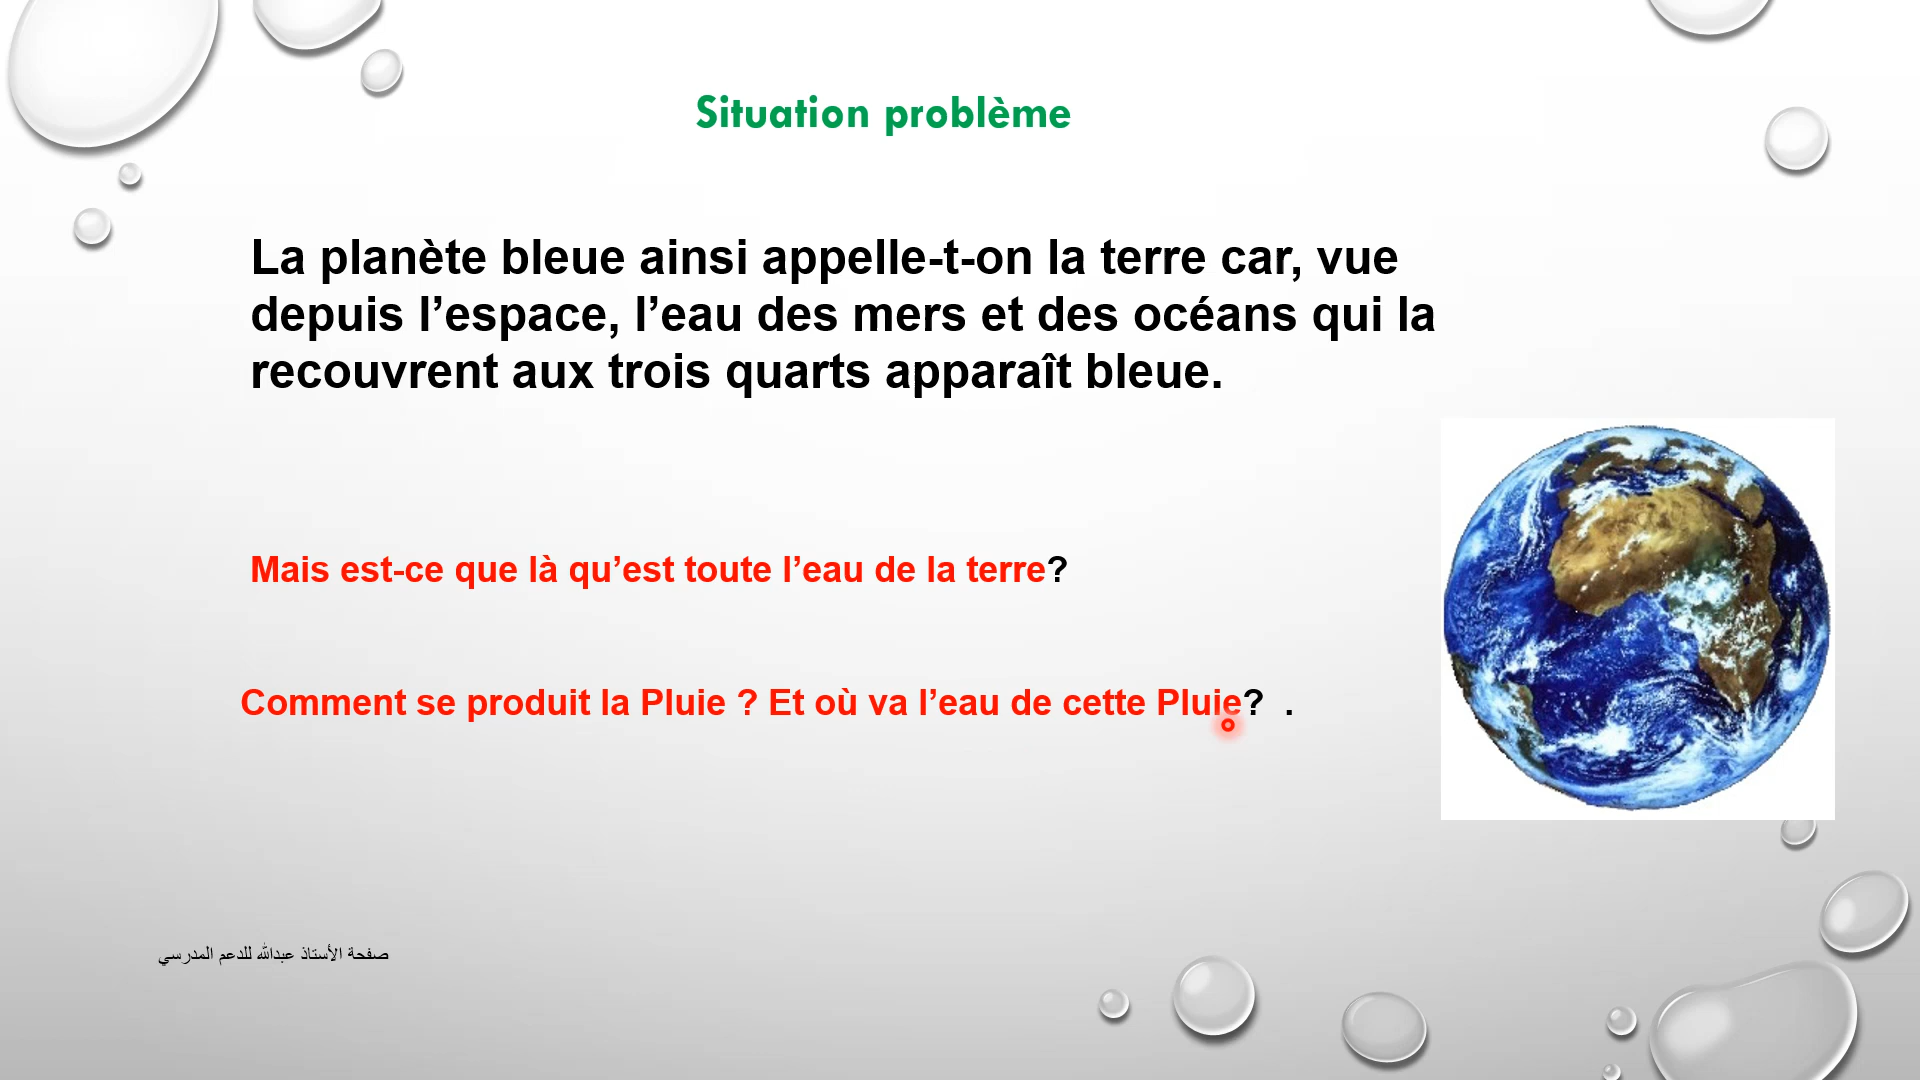 Situation problème
La planète bleue ainsi appelle-t-on la terre car, vue
depuis l’espace, l’eau des mers et des océans qui la
recouvrent aux trois quarts apparaît bleue.
Mais est-ce que là qu’est toute l’eau de la terre?
Comment se produit la Pluie ? Et où va l’eau de cette Pluie? .
صفحة الأستاذ عبدالله للدعم المدرسي